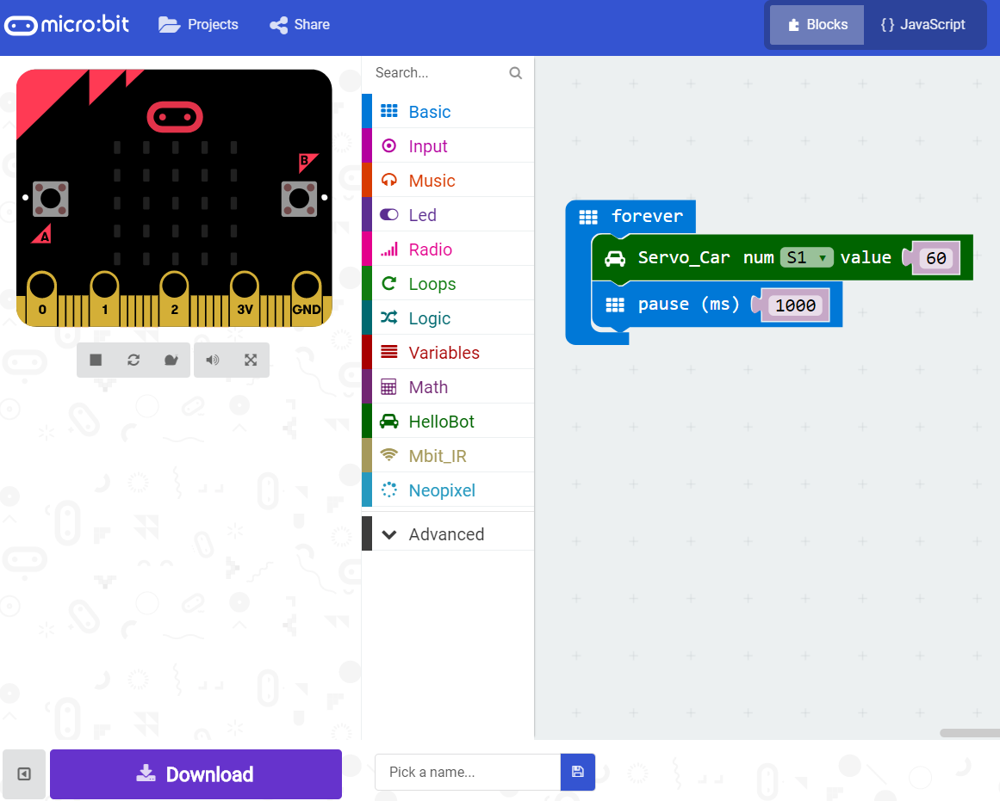 micro:bit Projects Share Blocks { } JavaScript
Search...
Basic
Input
Music
Led
Radio
Loops
Logic
Variables
Math
HelloBot
Mbit_IR
Neopixel
Advanced
B
A
0 1 2 3V GND
forever
Servo_Car num S1 value 60
pause (ms) 1000
Download
Pick a name...